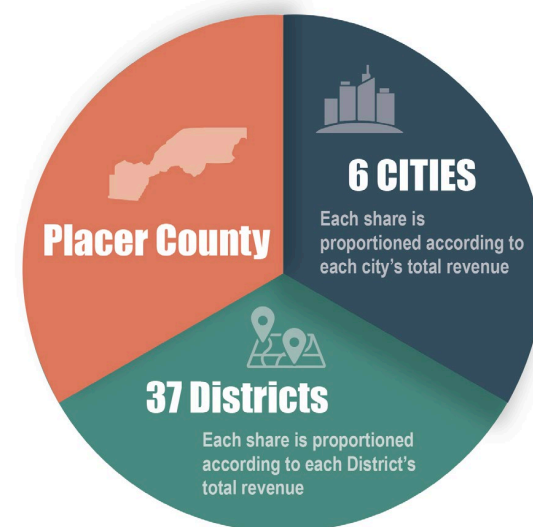 6 CITIES
Each share is
proportioned according to
each city's total revenue
Placer County
37 Districts
Each share is proportioned
according to each District's
total revenue